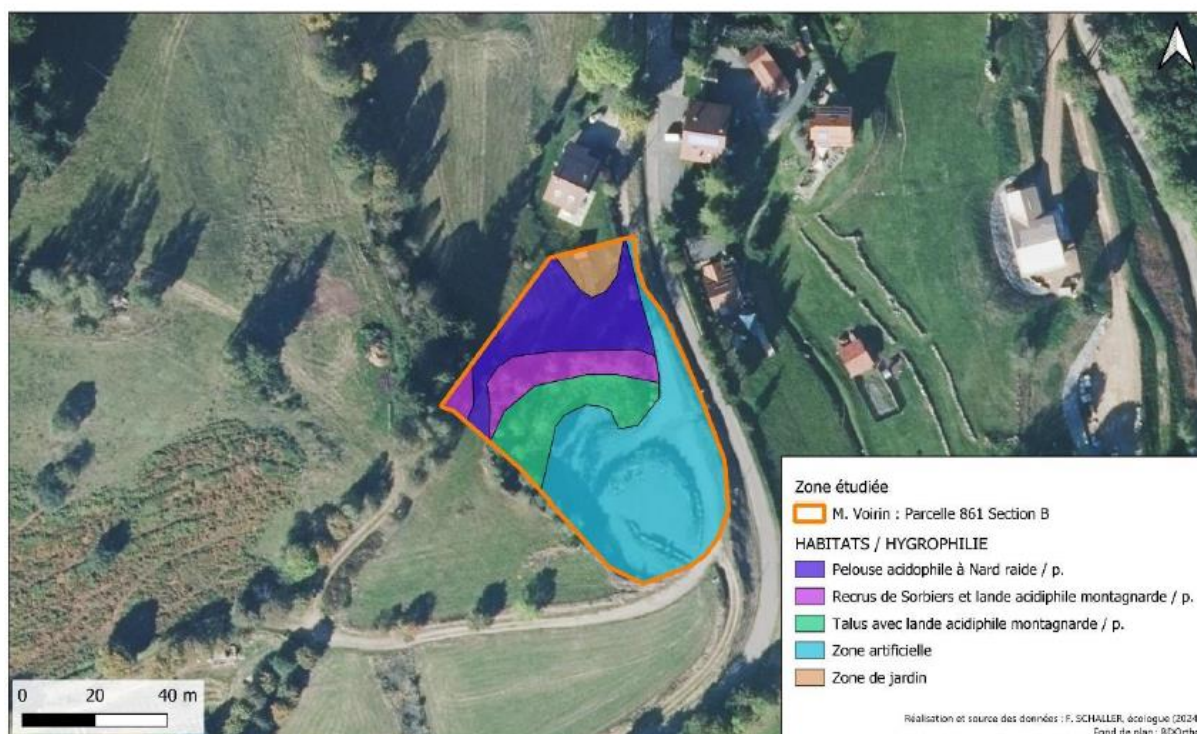 Zone étudiée
M. Voirin : Parcelle 861 Section B
HABITATS / HYGROPHILIE
Pelouse acidophile à Nard raide / p.
Recrus de Sorbiers et lande acidiphile montagnarde / p.
Talus avec lande acidiphile montagnarde / p.
Zone artificielle
Zone de jardin
0 20 40 m
Réalisation et source des données : F. SCHALLER, écologue (2024
Fond de plan : BDOrtho